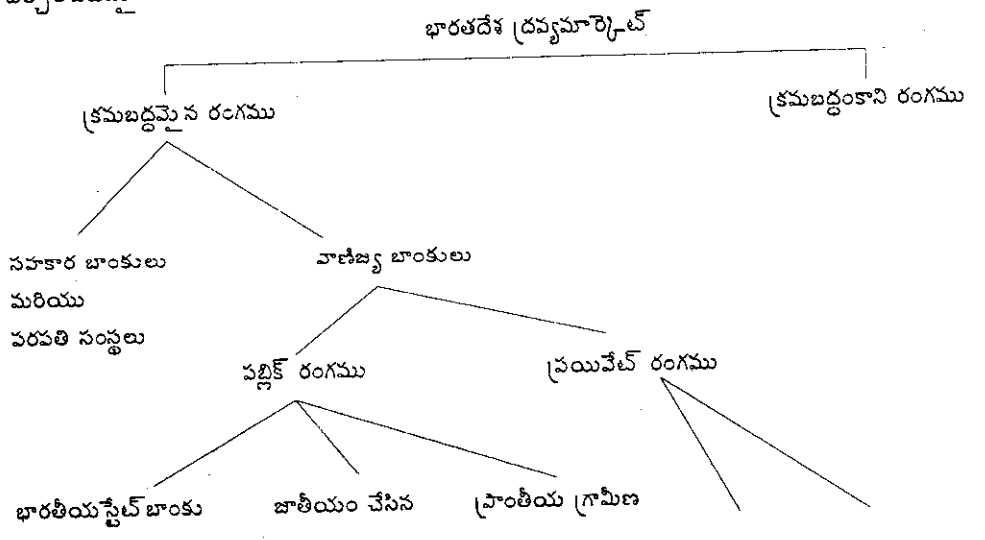 భారతదేశ ద్రవ్యమార్కెట్
క్రమబద్ధమైన రంగము
క్రమబద్ధంకాని రంగము
సహకార బాంకులు
మరియు
పరపతి సంస్థలు
వాణిజ్య బాంకులు
పబ్లిక్ రంగము
ప్రయివేట్ రంగము
భారతీయస్టేట్ బాంకు
జాతీయం చేసిన
ప్రాంతీయ గ్రామీణ